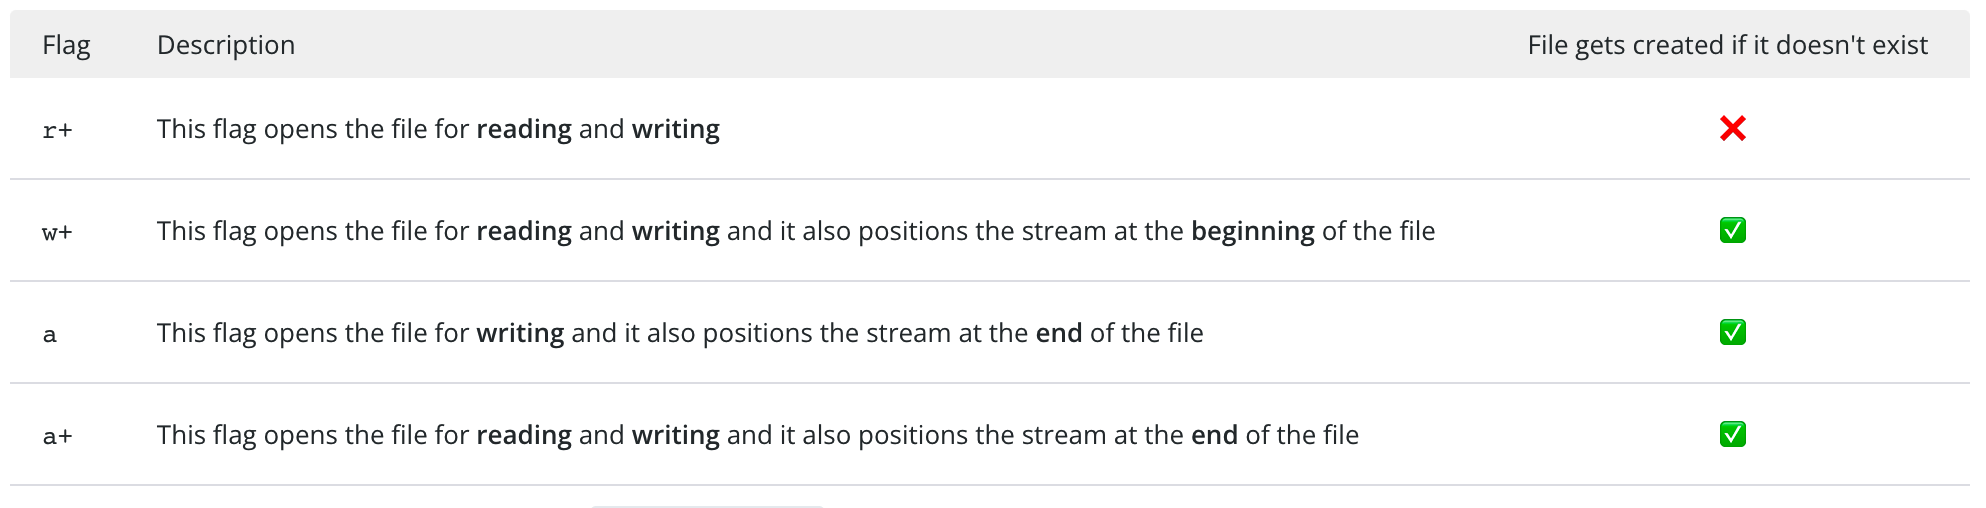 Flag Description File gets created if it doesn't exist
r+ This flag opens the file for reading and writing ❌
w+ This flag opens the file for reading and writing and it also positions the stream at the beginning of the file ✅
a This flag opens the file for writing and it also positions the stream at the end of the file ✅
a+ This flag opens the file for reading and writing and it also positions the stream at the end of the file ✅